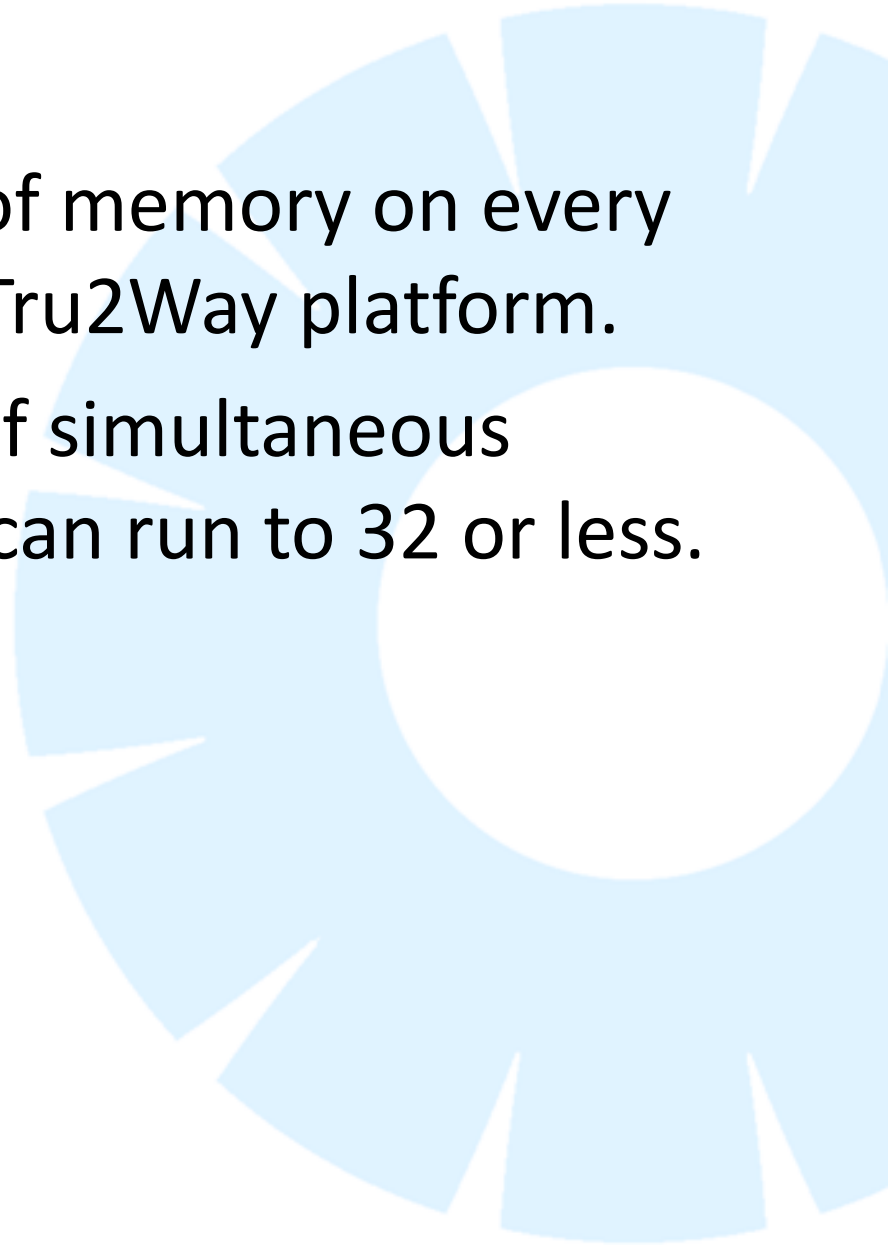 of memory on every
Tru2Way platform.
f simultaneous
can run to 32 or less.